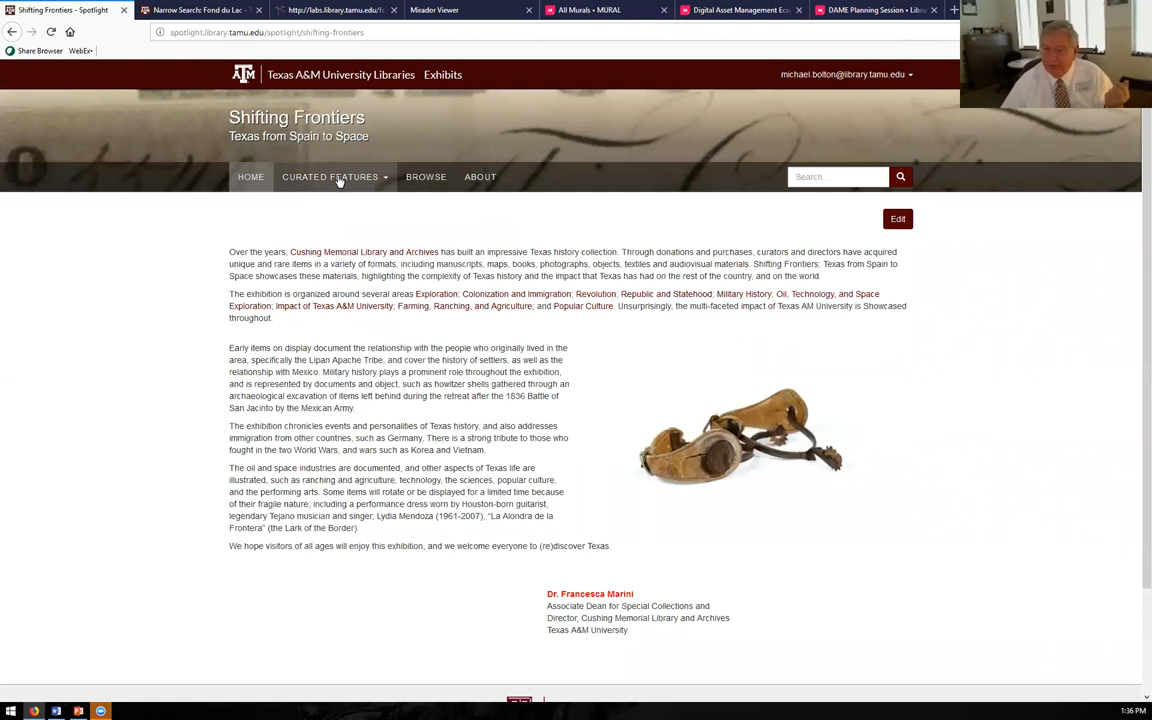 Shifting Frontiers - Spotlight
Narrow Search: Fond du Lac - T
http://labs.library.tamu.edu/Fo
Mirador Viewer
All Murals • MURAL
Digital Asset Management Eco
DAME Planning Session • Libra
spotlight.library.tamu.edu/spotlight/shifting-frontiers
Share Browser WebEx
ATM Texas A&M University Libraries Exhibits
michael.bolton@library.tamu.edu
Shifting Frontiers
Texas from Spain to Space
HOME CURATED FEATURES BROWSE ABOUT
Search...
Edit
Over the years, Cushing Memorial Library and Archives has built an impressive Texas history collection. Through donations and purchases, curators and directors have acquired
unique and rare items in a variety of formats, including manuscripts, maps, books, photographs, objects, textiles and audiovisual materials. Shifting Frontiers: Texas from Spain to
Space showcases these materials, highlighting the complexity of Texas history and the impact that Texas has had on the rest of the country, and on the world.
The exhibition is organized around several areas Exploration; Colonization and Immigration; Revolution; Republic and Statehood; Military History; Oil, Technology, and Space
Exploration; Impact of Texas A&M University, Farming, Ranching, and Agriculture; and Popular Culture. Unsurprisingly, the multi-faceted impact of Texas AM University is Showcased
throughout.
Early items on display document the relationship with the people who originally lived in the
area, specifically the Lipan Apache Tribe, and cover the history of settlers, as well as the
relationship with Mexico. Military history plays a prominent role throughout the exhibition,
and is represented by documents and object, such as howitzer shells gathered through an
archaeological excavation of items left behind during the retreat after the 1836 Battle of
San Jacinto by the Mexican Army.
The exhibition chronicles events and personalities of Texas history, and also addresses
immigration from other countries, such as Germany, There is a strong tribute to those who
fought in the two World Wars, and wars such as Korea and Vietnam.
The oil and space industries are documented, and other aspects of Texas life are
illustrated, such as ranching and agriculture, technology, the sciences, popular culture,
and the performing arts. Some items will rotate or be displayed for a limited time because
of their fragile nature, including a performance dress worn by Houston-born guitarist,
legendary Tejano musician and singer, Lydia Mendoza (1961-2007), "La Alondra de la
Frontera" (the Lark of the Border).
We hope visitors of all ages will enjoy this exhibition, and we welcome everyone to (re)discover Texas.
Dr. Francesca Marini
Associate Dean for Special Collections and
Director, Cushing Memorial Library and Archives
Texas A&M University
1:36 PM